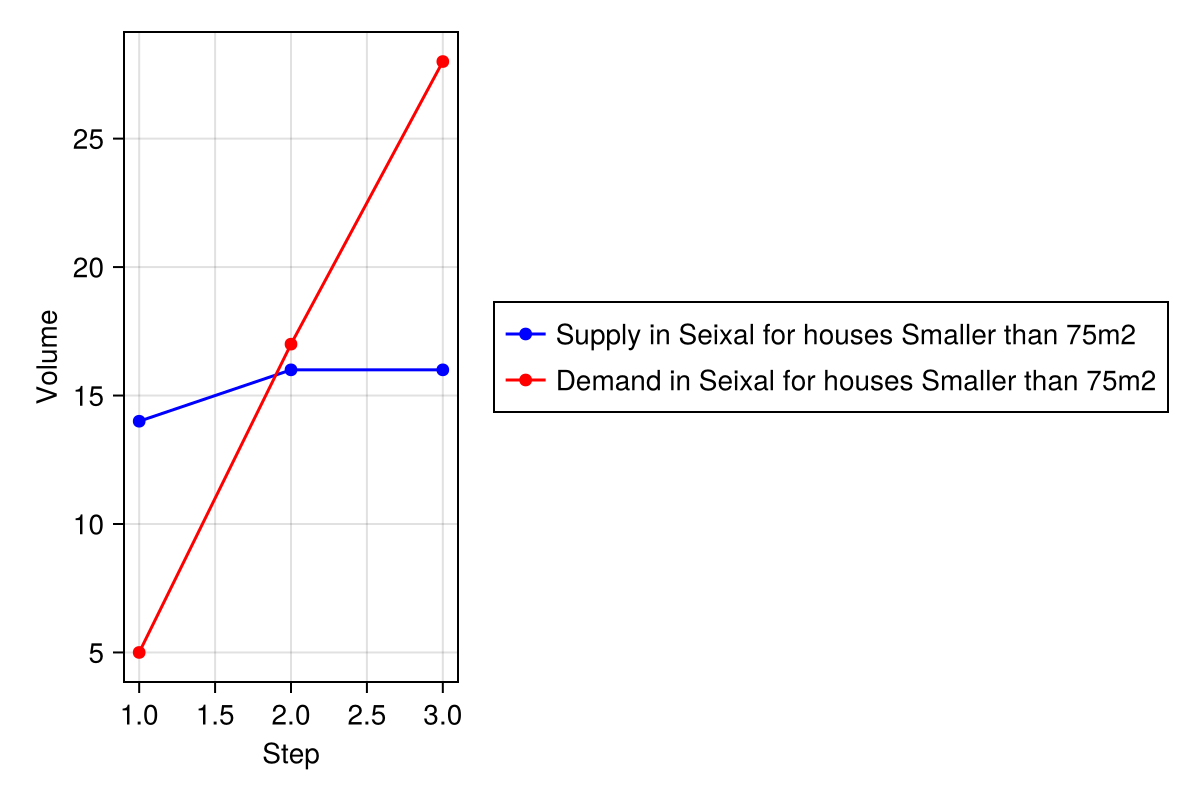 25
20
15
10
5
Volume
1.0 1.5 2.0 2.5 3.0
Step
Supply in Seixal for houses Smaller than 75m2
Demand in Seixal for houses Smaller than 75m2